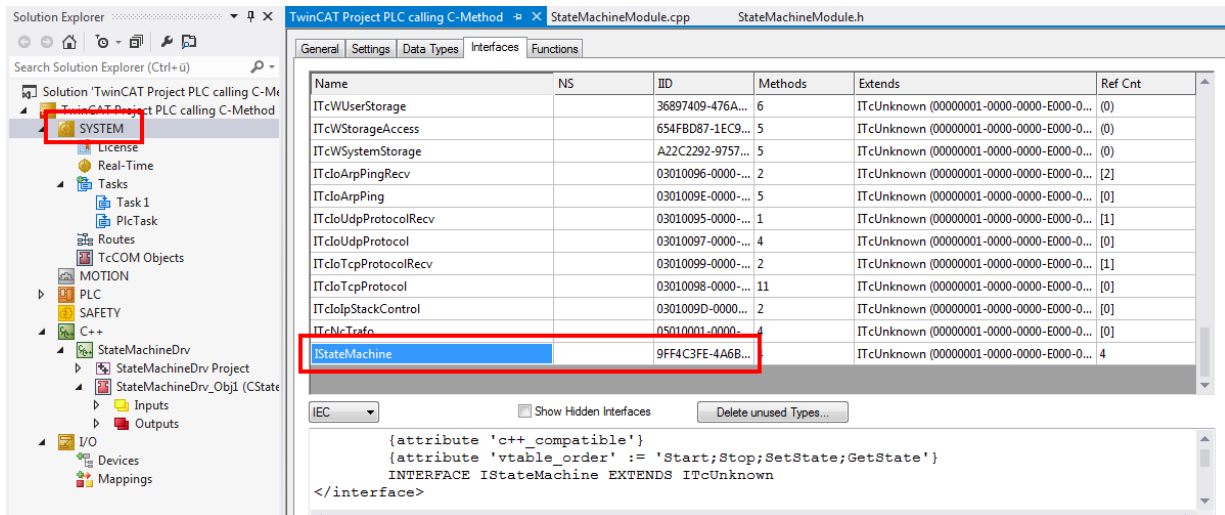 Solution Explorer
Search Solution Explorer (Ctrl+ü)
Solution 'TwinCAT Project PLC calling C-Me
TwinCAT Project PLC calling C-Method
SYSTEM
License
Real-Time
Tasks
Task 1
PlcTask
Routes
TcCOM Objects
MOTION
PLC
SAFETY
C++
StateMachineDrv
StateMachineDrv Project
StateMachineDrv_Obj1 (CState
Inputs
Outputs
I/O
Devices
Mappings
TwinCAT Project PLC calling C-Method StateMachineModule.cpp StateMachineModule.h
General Settings Data Types Interfaces Functions
Name NS IID Methods Extends Ref Cnt
ITcWUserStorage 36897409-476A... 6 ITcUnknown (00000001-0000-0000-E000-0... (0)
ITcWStorageAccess 654FBD87-1EC9... 5 ITcUnknown (00000001-0000-0000-E000-0... (0)
ITcWSystemStorage A22C2292-9757... 5 ITcUnknown (00000001-0000-0000-E000-0... (0)
ITcIoArpPingRecv 03010096-0000-... 2 ITcUnknown (00000001-0000-0000-E000-0... [2]
ITcIoArpPing 0301009E-0000-... 5 ITcUnknown (00000001-0000-0000-E000-0... [0]
ITcIoUdpProtocolRecv 03010095-0000-... 1 ITcUnknown (00000001-0000-0000-E000-0... [1]
ITcIoUdpProtocol 03010097-0000-... 4 ITcUnknown (00000001-0000-0000-E000-0... [0]
ITcIoTcpProtocolRecv 03010099-0000-... 2 ITcUnknown (00000001-0000-0000-E000-0... [1]
ITcIoTcpProtocol 03010098-0000-... 11 ITcUnknown (00000001-0000-0000-E000-0... [0]
ITcIoIpStackControl 0301009D-0000... 2 ITcUnknown (00000001-0000-0000-E000-0... [0]
ITcNcTrafo 05010001-0000-... 4 ITcUnknown (00000001-0000-0000-E000-0... [0]
IStateMachine 9FF4C3FE-4A6B... ITcUnknown (00000001-0000-0000-E000-0... 4
IEC Show Hidden Interfaces Delete unused Types...
{attribute 'c++_compatible'}
{attribute 'vtable_order' := 'Start;Stop;SetState;GetState'}
INTERFACE IStateMachine EXTENDS ITcUnknown
</interface>